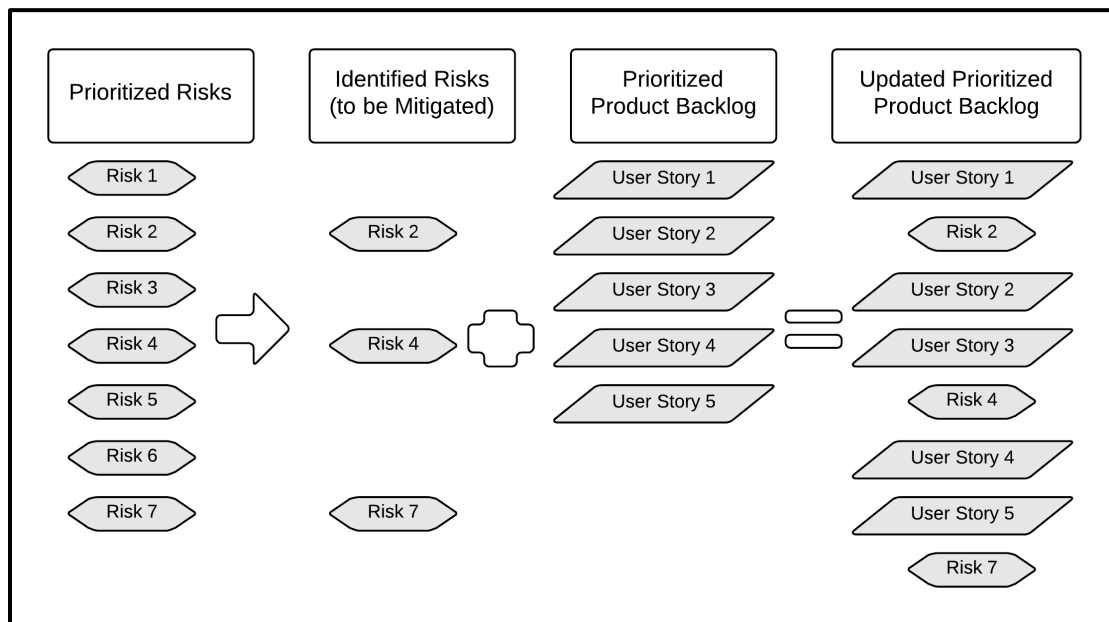 Prioritized Risks
Identified Risks
(to be Mitigated)
Prioritized
Product Backlog
Updated Prioritized
Product Backlog
Risk 1
Risk 2
Risk 3
Risk 4
Risk 5
Risk 6
Risk 7
Risk 2
Risk 4
Risk 7
User Story 1
User Story 2
User Story 3
User Story 4
User Story 5
User Story 1
Risk 2
User Story 2
User Story 3
Risk 4
User Story 4
User Story 5
Risk 7